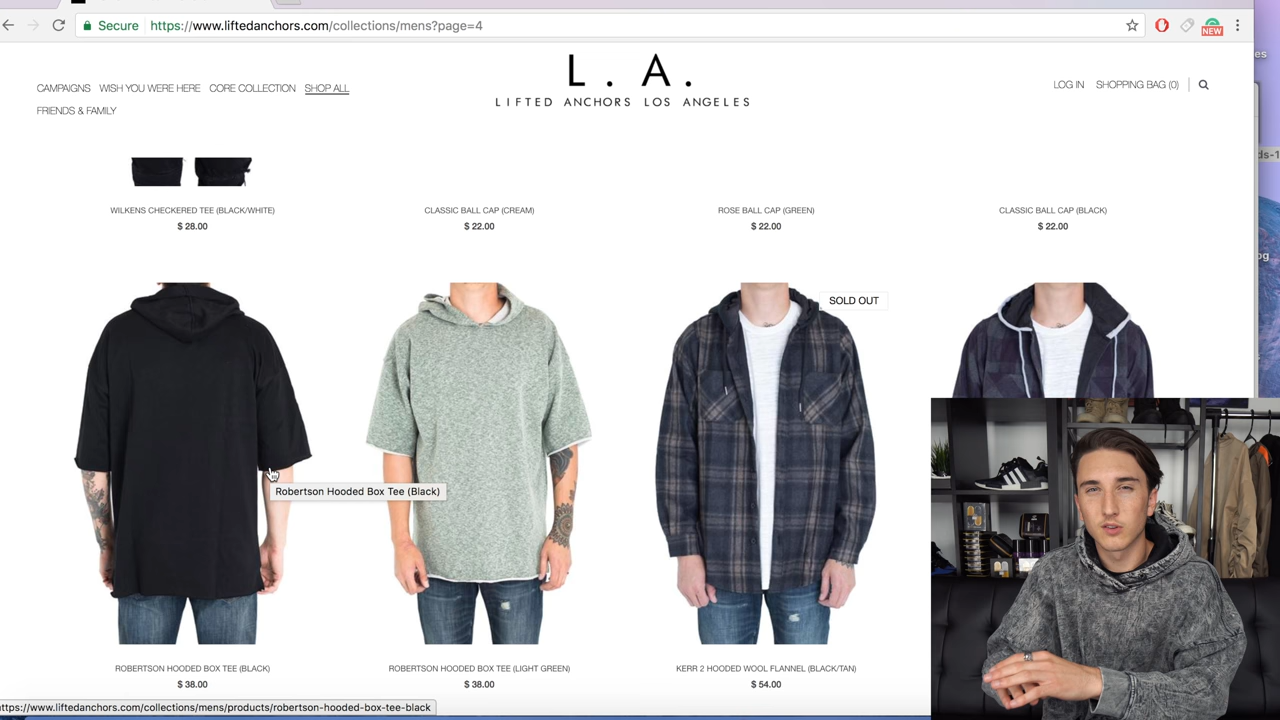 Secure https://www.liftedanchors.com/collections/mens?page=4
NEW
L. A.
LIFTED ANCHORS LOS ANGELES
CAMPAIGNS WISH YOU WERE HERE CORE COLLECTION SHOP ALL
FRIENDS & FAMILY
LOG IN SHOPPING BAG (0)
WILKENS CHECKERED TEE (BLACK/WHITE)
$ 28.00
CLASSIC BALL CAP (CREAM)
$ 22.00
ROSE BALL CAP (GREEN)
$ 22.00
CLASSIC BALL CAP (BLACK)
$ 22.00
SOLD OUT
Robertson Hooded Box Tee (Black)
ROBERTSON HOODED BOX TEE (BLACK)
$ 38.00
ROBERTSON HOODED BOX TEE (LIGHT GREEN)
$ 38.00
KERR 2 HOODED WOOL FLANNEL (BLACK/TAN)
$ 54.00
ttps://www.liftedanchors.com/collections/mens/products/robertson-hooded-box-tee-black